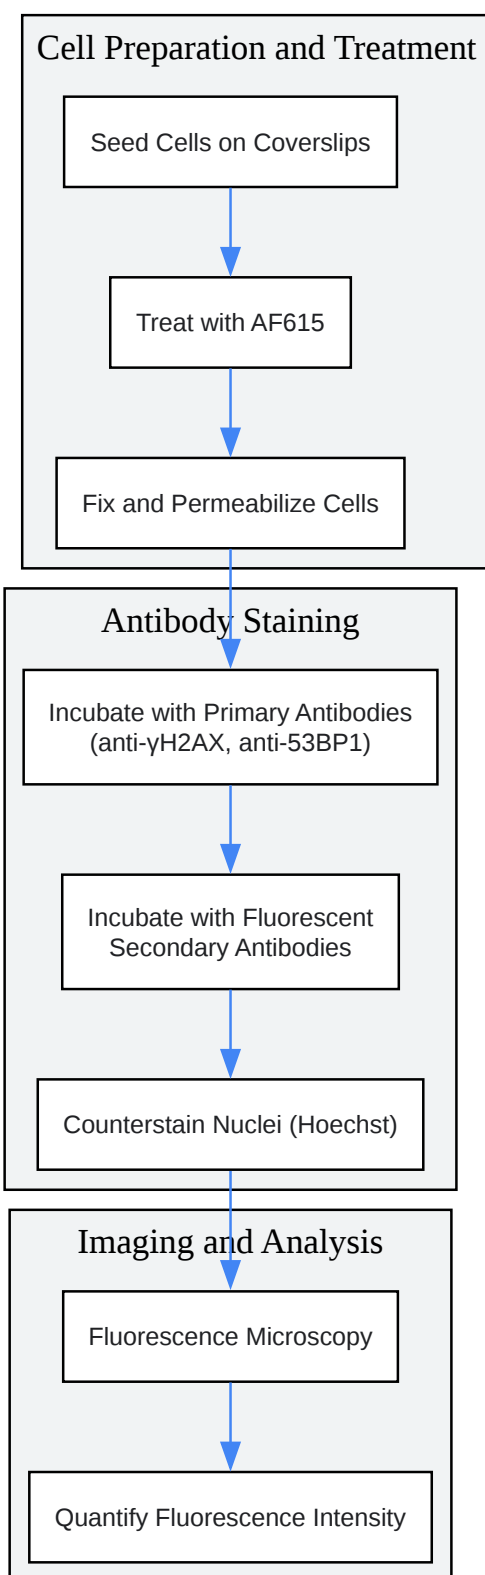 Cell Preparation and Treatment
Seed Cells on Coverslips
Treat with AF615
Fix and Permeabilize Cells
Antibody Staining
Incubate with Primary Antibodies
(anti-γH2AX, anti-53BP1)
Incubate with Fluorescent
Secondary Antibodies
Counterstain Nuclei (Hoechst)
Imaging and Analysis
Fluorescence Microscopy
Quantify Fluorescence Intensity